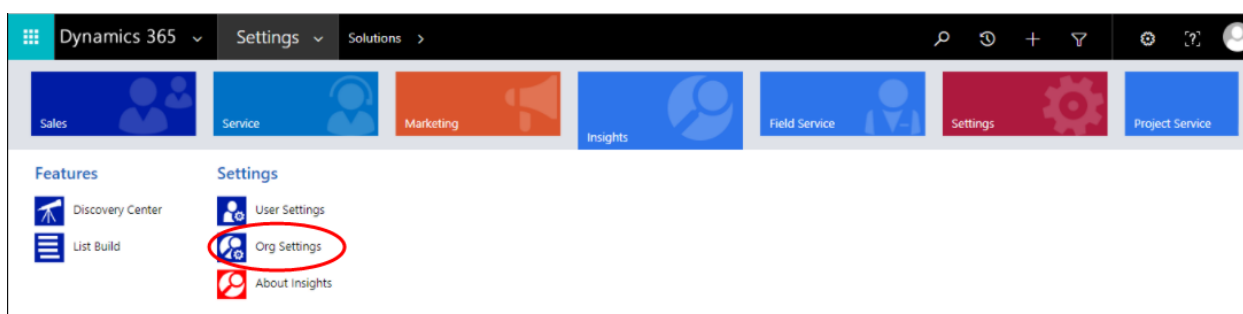 Dynamics 365 Settings Solutions
Sales Service Marketing Insights Field Service Settings Project Service
Features Settings
Discovery Center User Settings
List Build Org Settings
About Insights